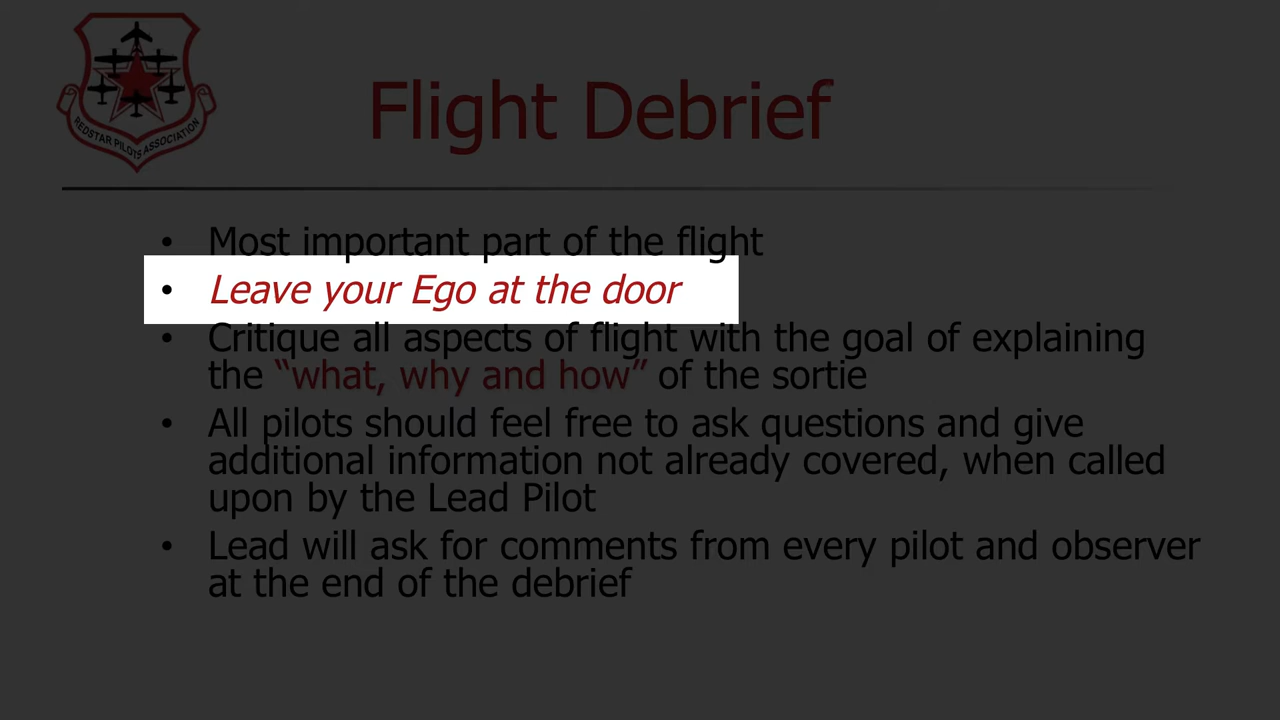 REDSTAR PILOTS ASSOCIATION
Flight Debrief
• Most important part of the flight
• Leave your Ego at the door
• Critique all aspects of flight with the goal of explaining
the “what, why and how” of the sortie
• All pilots should feel free to ask questions and give
additional information not already covered, when called
upon by the Lead Pilot
• Lead will ask for comments from every pilot and observer
at the end of the debrief